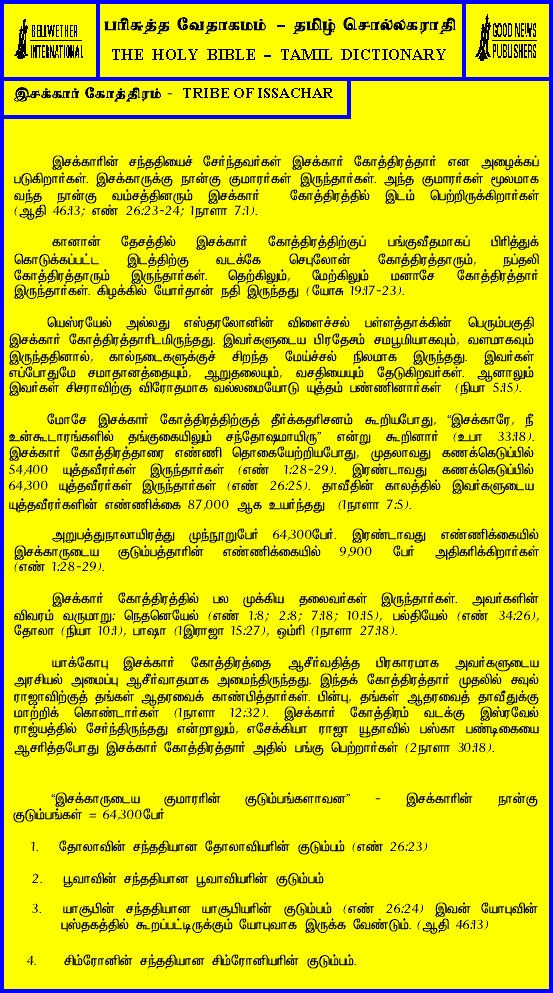 BELLWETHER
INTERNATIONAL
பரிசுத்த வேதாகமம் – தமிழ் சொல்லகராதி
THE HOLY BIBLE – TAMIL DICTIONARY
GOOD NEWS
PUBLISHERS
இசக்கார் கோத்திரம் - TRIBE OF ISSACHAR
இசக்காரின் சந்ததியைச் சேர்ந்தவர்கள் இசக்கார் கோத்திரத்தார் என அழைக்கப்
படுகிறார்கள். இசக்காருக்கு நான்கு குமாரர்கள் இருந்தார்கள். அந்த குமாரர்கள் மூலமாக
வந்த நான்கு வம்சத்தினரும் இசக்கார் கோத்திரத்தில் இடம் பெற்றிருக்கிறார்கள்
(ஆதி 46:13; எண் 26:23-24; 1நாளா 7:1).
கானான் தேசத்தில் இசக்கார் கோத்திரத்திற்குப் பங்குவீதமாகப் பிரித்துக்
கொடுக்கப்பட்ட இடத்திற்கு வடக்கே செபுலோன் கோத்திரத்தாரும், நப்தலி
கோத்திரத்தாரும் இருந்தார்கள். தெற்கிலும், மேற்கிலும் மனாசே கோத்திரத்தார்
இருந்தார்கள். கிழக்கில் யோர்தான் நதி இருந்தது (யோசு 19:17-23).
யெஸ்ரயேல் அல்லது எஸ்தரலோனின் விளைச்சல் பள்ளத்தாக்கின் பெரும்பகுதி
இசக்கார் கோத்திரத்தாரிடமிருந்தது. இவர்களுடைய பிரதேசம் சமபூமியாகவும், வளமாகவும்
இருந்ததினால், கால்நடைகளுக்குச் சிறந்த மேய்ச்சல் நிலமாக இருந்தது. இவர்கள்
எப்போதுமே சமாதானத்தையும், ஆறுதலையும், வசதியையும் தேடுகிறவர்கள். ஆனாலும்
இவர்கள் சிசராவிற்கு விரோதமாக வல்லமையோடு யுத்தம் பண்ணினார்கள் (நியா 5:15).
மோசே இசக்கார் கோத்திரத்திற்குத் தீர்க்கதரிசனம் கூறியபோது, “இசக்காரே, நீ
உன்கூடாரங்களில் தங்குகையிலும் சந்தோஷமாயிரு” என்று கூறினார் (உபா 33:18).
இசக்கார் கோத்திரத்தாரை எண்ணி தொகையேற்றியபோது, முதலாவது கணக்கெடுப்பில்
54,400 யுத்தவீரர்கள் இருந்தார்கள் (எண் 1:28-29). இரண்டாவது கணக்கெடுப்பில்
64,300 யுத்தவீரர்கள் இருந்தார்கள் (எண் 26:25). தாவீதின் காலத்தில் இவர்களுடைய
யுத்தவீரர்களின் எண்ணிக்கை 87,000 ஆக உயர்ந்தது (1நாளா 7:5).
அறுபத்துநாலாயிரத்து முந்நூறுபேர் 64,300பேர். இரண்டாவது எண்ணிக்கையில்
இசக்காருடைய குடும்பத்தாரின் எண்ணிக்கையில் 9,900 பேர் அதிகரிக்கிறார்கள்
(எண் 1:28-29).
இசக்கார் கோத்திரத்தில் பல முக்கிய தலைவர்கள் இருந்தார்கள். அவர்களின்
விவரம் வருமாறு: நெதனெயேல் (எண் 1:8; 2:8; 7:18; 10:15), பல்தியேல் (எண் 34:26),
தோலா (நியா 10:1), பாஷா (1இராஜா 15:27), ஒம்ரி (1நாளா 27:18).
யாக்கோபு இசக்கார் கோத்திரத்தை ஆசீர்வதித்த பிரகாரமாக அவர்களுடைய
அரசியல் அமைப்பு ஆசீர்வாதமாக அமைந்திருந்தது. இந்தக் கோத்திரத்தார் முதலில் சவுல்
ராஜாவிற்குத் தங்கள் ஆதரவைக் காண்பித்தார்கள். பின்பு, தங்கள் ஆதரவைத் தாவீதுக்கு
மாற்றிக் கொண்டார்கள் (1நாளா 12:32). இசக்கார் கோத்திரம் வடக்கு இஸ்ரவேல்
ராஜ்யத்தில் சேர்ந்திருந்தது என்றாலும், எசேக்கியா ராஜா யூதாவில் பஸ்கா பண்டிகையை
ஆசரித்தபோது இசக்கார் கோத்திரத்தார் அதில் பங்கு பெற்றார்கள் (2நாளா 30:18).
“இசக்காருடைய குமாரரின் குடும்பங்களாவன” - இசக்காரின் நான்கு
குடும்பங்கள் = 64,300பேர்
1. தோலாவின் சந்ததியான தோலாவியரின் குடும்பம் (எண் 26:23)
2. பூவாவின் சந்ததியான பூவாவியரின் குடும்பம்
3. யாசூபின் சந்ததியான யாசூபியரின் குடும்பம் (எண் 26:24) இவன் யோபுவின்
புஸ்தகத்தில் கூறப்பட்டிருக்கும் யோபுவாக இருக்க வேண்டும். (ஆதி 46:13)
4. சிம்ரோனின் சந்ததியான சிம்ரோனியரின் குடும்பம்.